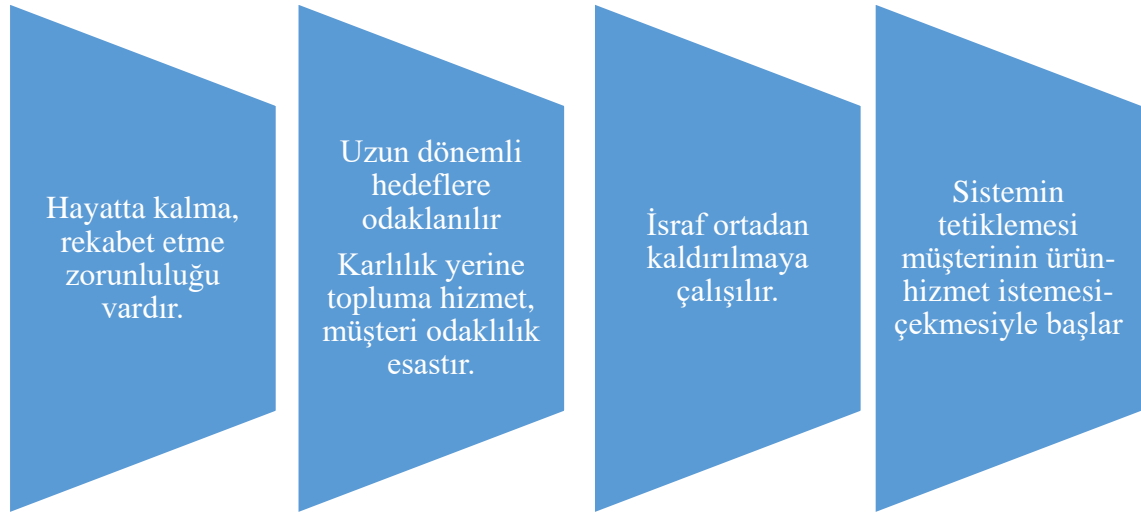 Hayatta kalma,
rekabet etme
zorunluluğu
vardır.
Uzun dönemli
hedeflere
odaklanılır
Karlılık yerine
topluma hizmet,
müşteri odaklılık
esastır.
İsraf ortadan
kaldırılmaya
çalışılır.
Sistemin
tetiklemesi
müşterinin ürün-
hizmet istemesi-
çekmesiyle başlar